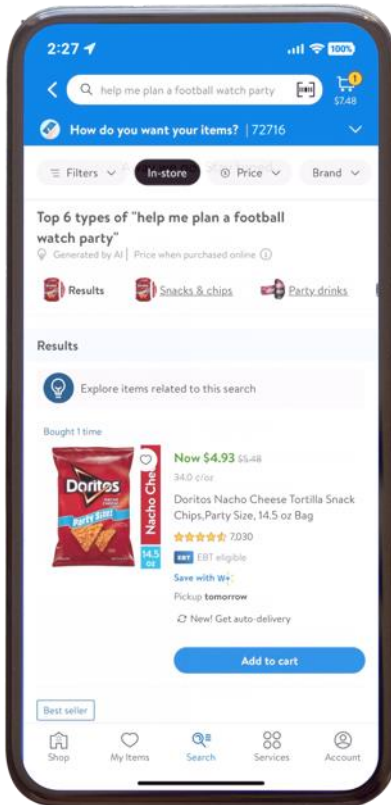 2:27
100%
help me plan a football watch party
1
$7.48
How do you want your items? | 72716
Filters
In-store
Price
Brand
Top 6 types of "help me plan a football
watch party"
Generated by AI | Price when purchased online
Results
Snacks & chips
Party drinks
Results
Explore items related to this search
Bought 1 time
Doritos
Party Size!
Nacho Che
14.5
oz
Now $4.93 $5.48
34.0 ¢/oz
Doritos Nacho Cheese Tortilla Snack
Chips,Party Size, 14.5 oz Bag
7,030
EBT EBT eligible
Save with W+
Pickup tomorrow
New! Get auto-delivery
Add to cart
Best seller
Shop
My Items
Search
Services
Account